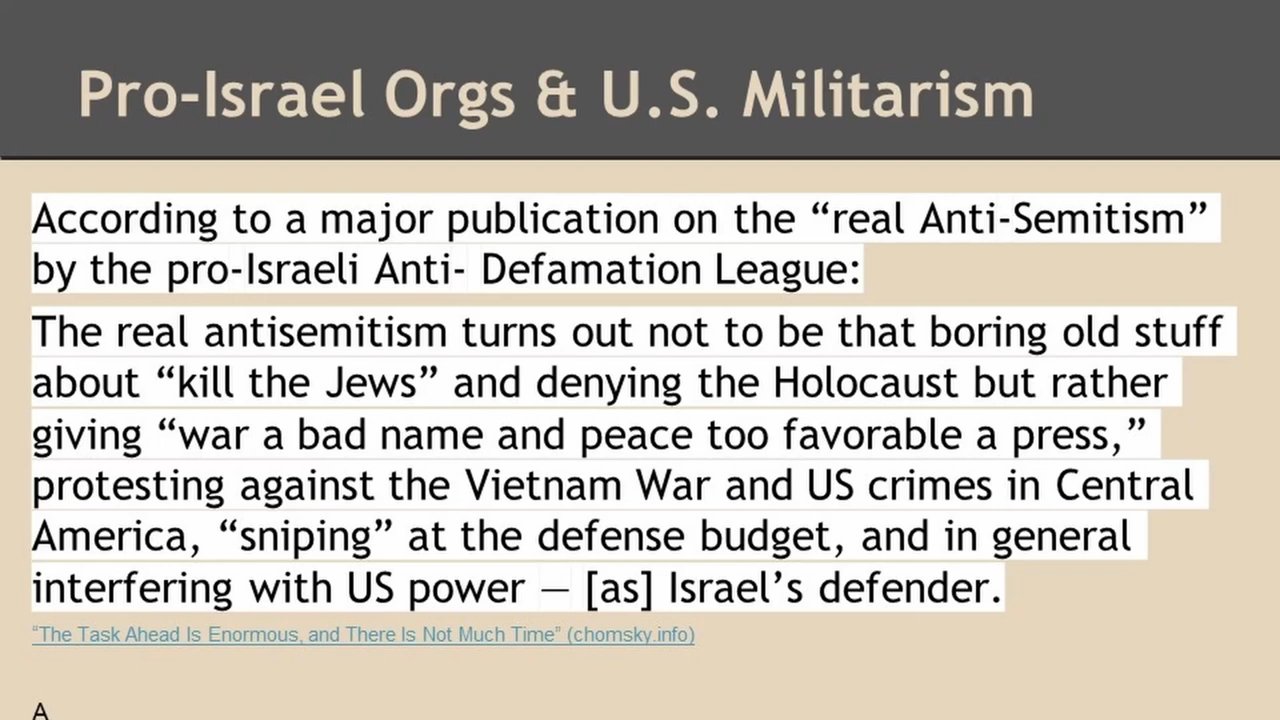 Pro-Israel Orgs & U.S. Militarism
According to a major publication on the “real Anti-Semitism”
by the pro-Israeli Anti- Defamation League:
The real antisemitism turns out not to be that boring old stuff
about “kill the Jews” and denying the Holocaust but rather
giving “war a bad name and peace too favorable a press,”
protesting against the Vietnam War and US crimes in Central
America, “sniping” at the defense budget, and in general
interfering with US power — [as] Israel’s defender.
“The Task Ahead Is Enormous, and There Is Not Much Time” (chomsky.info)
A